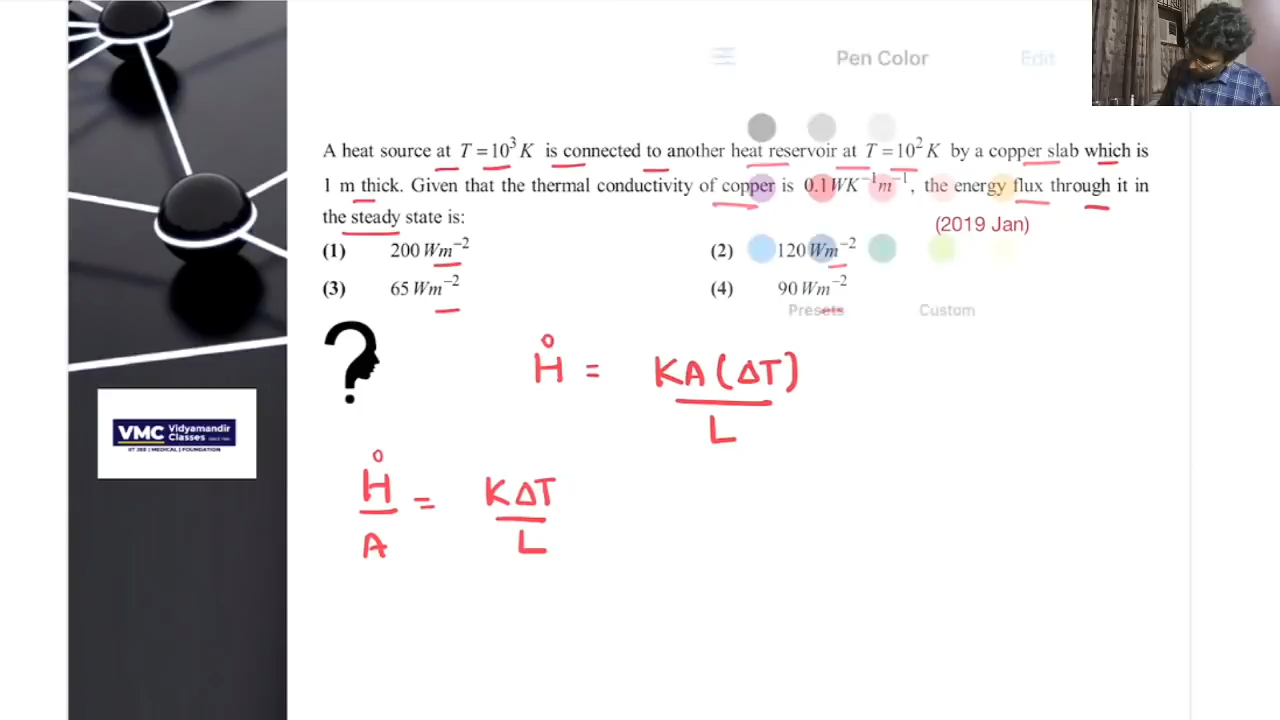 Pen Color Edit
A heat source at T = 10³ K is connected to another heat reservoir at T = 10² K by a copper slab which is
1 m thick. Given that the thermal conductivity of copper is 0.1 WK⁻¹m⁻¹, the energy flux through it in
the steady state is:
(2019 Jan)
(1) 200 Wm⁻² (2) 120 Wm⁻²
(3) 65 Wm⁻² (4) 90 Wm⁻²
Presets Custom
?
H° = KA(ΔT) / L
VMC Vidyamandir Classes SINCE 1986
IIT JEE | MEDICAL | FOUNDATION
H° / A = KΔT / L